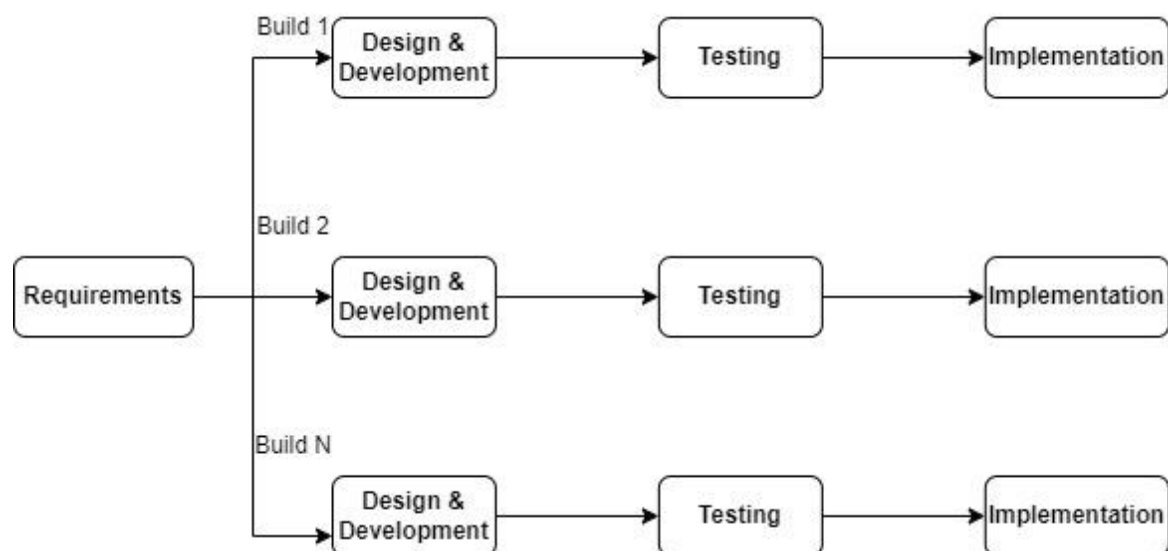 Build 1
Design &
Development
Testing
Implementation
Build 2
Requirements
Design &
Development
Testing
Implementation
Build N
Design &
Development
Testing
Implementation